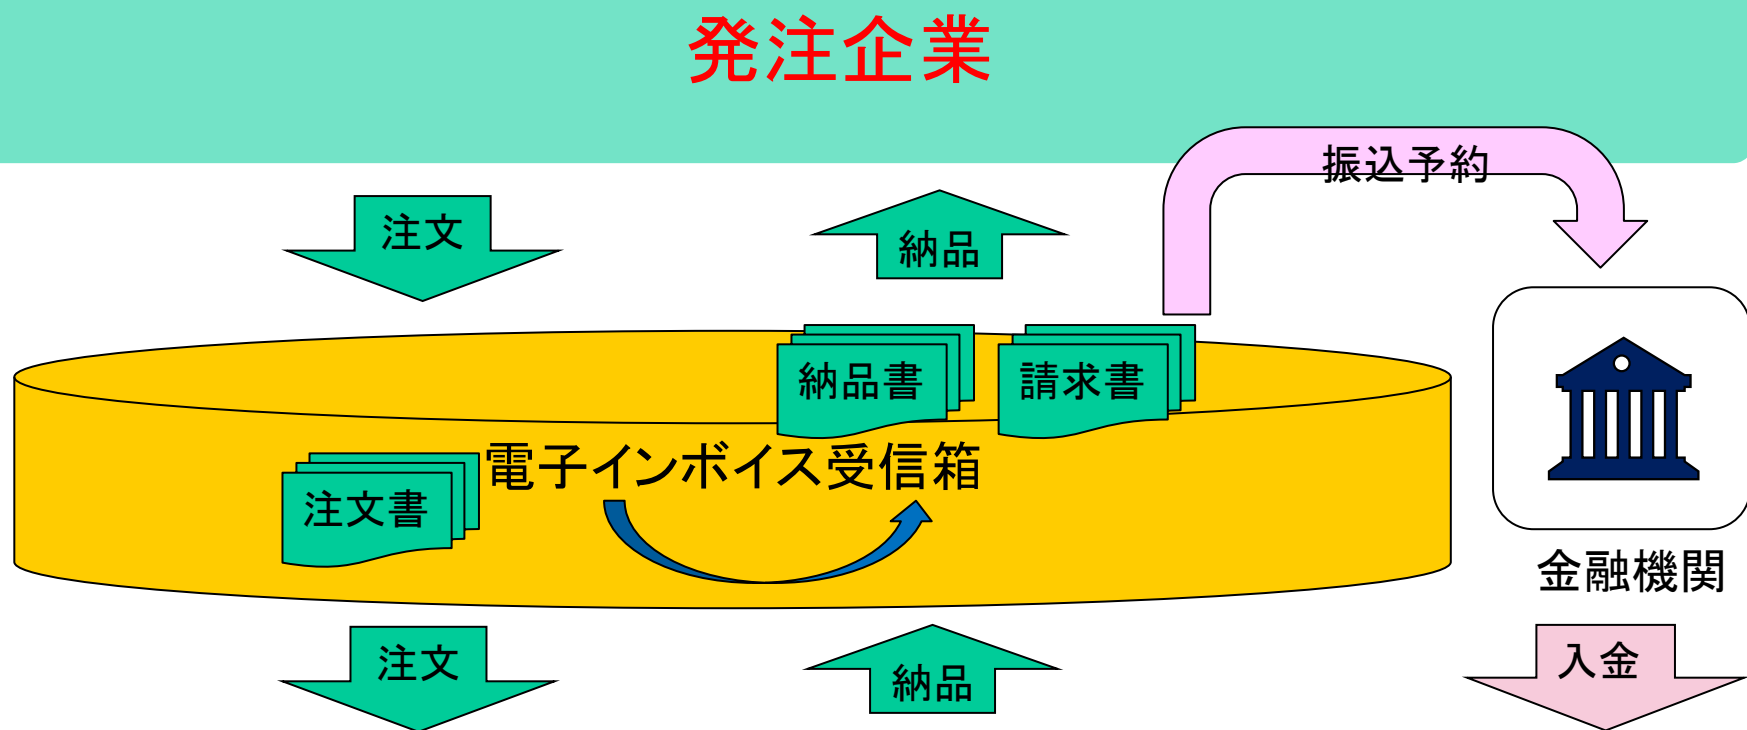 発注企業
振込予約
注文
納品
納品書
請求書
電子インボイス受信箱
注文書
金融機関
注文
納品
入金